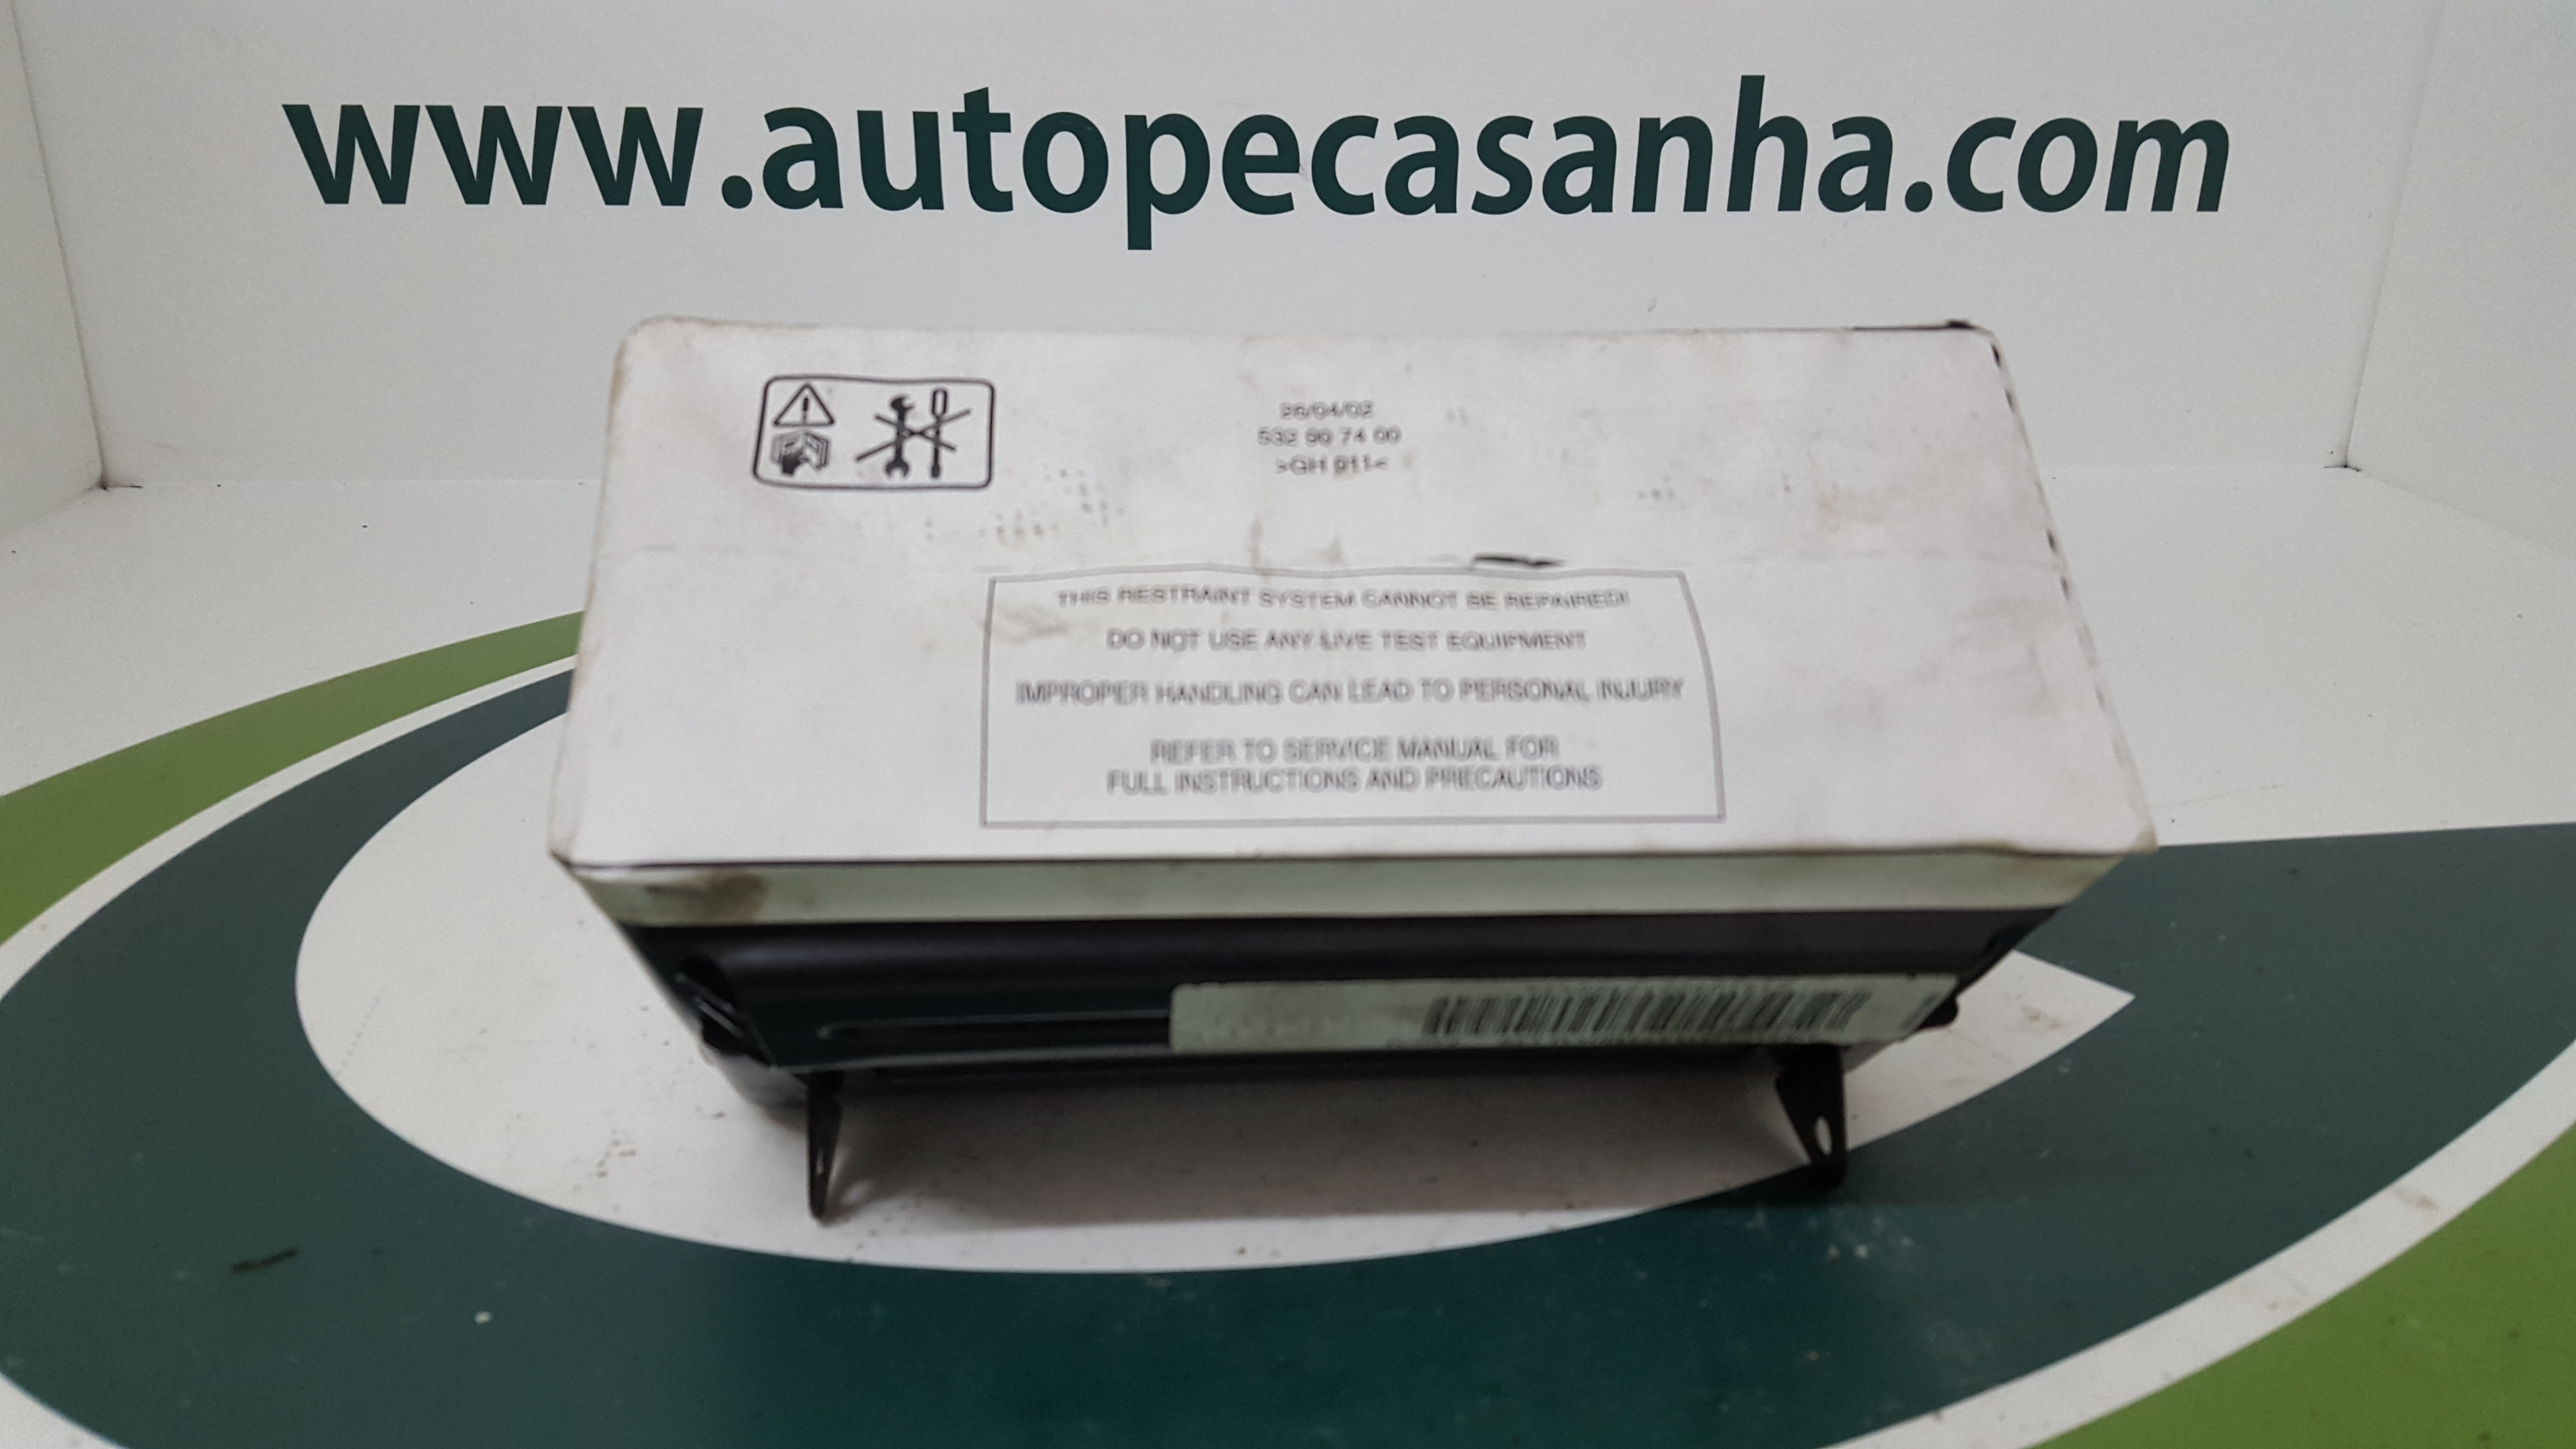 www.autopecasanha.com
26/04/02
532 90 74 00
>GH 011<
THIS RESTRAINT SYSTEM CANNOT BE REPAIRED!
DO NOT USE ANY LIVE TEST EQUIPMENT
IMPROPER HANDLING CAN LEAD TO PERSONAL INJURY
REFER TO SERVICE MANUAL FOR
FULL INSTRUCTIONS AND PRECAUTIONS